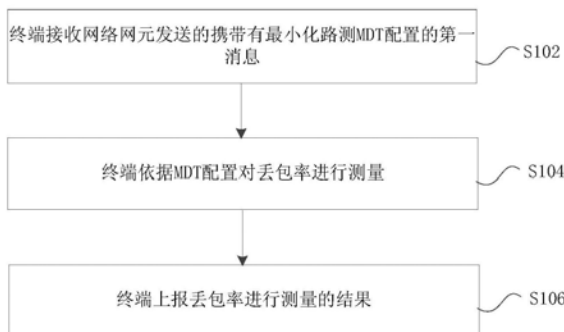 终端接收网络网元发送的携带有最小化路测MDT配置的第一
消息
S102
终端依据MDT配置对丢包率进行测量
S104
终端上报丢包率进行测量的结果
S106